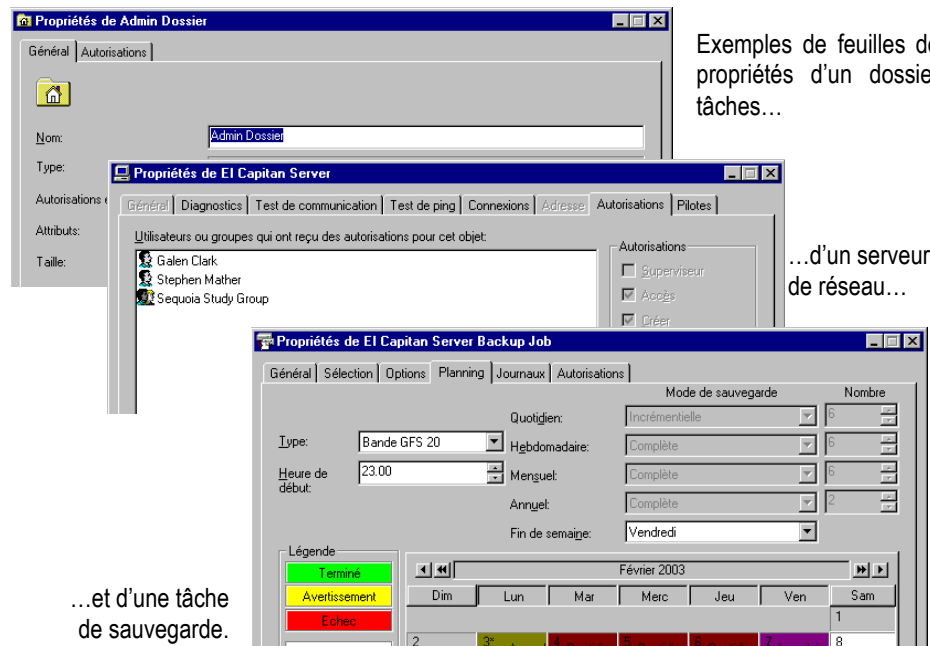 Propriétés de Admin Dossier
Général Autorisations
Exemples de feuilles de
propriétés d'un dossie
tâches…
Nom: Admin Dossier
Type:
Autorisations
Attributs:
Taille:
Propriétés de El Capitan Server
Général Diagnostics Test de communication Test de ping Connexions Adresse Autorisations Pilotes
Utilisateurs ou groupes qui ont reçu des autorisations pour cet objet:
Galen Clark
Stephen Mather
Sequoia Study Group
Autorisations
Superviseur
Accès
Créer
…d'un serveur
de réseau…
Propriétés de El Capitan Server Backup Job
Général Sélection Options Planning Journaux Autorisations
Mode de sauvegarde Nombre
Quotidien: Incrémentielle 6
Type: Bande GFS 20
Hebdomadaire: Complète 6
Heure de
début: 23.00
Mensuel: Complète 6
Annuel: Complète 2
Fin de semaine: Vendredi
Légende
Terminé
Avertissement
Echec
Février 2003
Dim Lun Mar Merc Jeu Ven Sam
1
2 3* 4 5 6 7 8
…et d'une tâche
de sauvegarde.